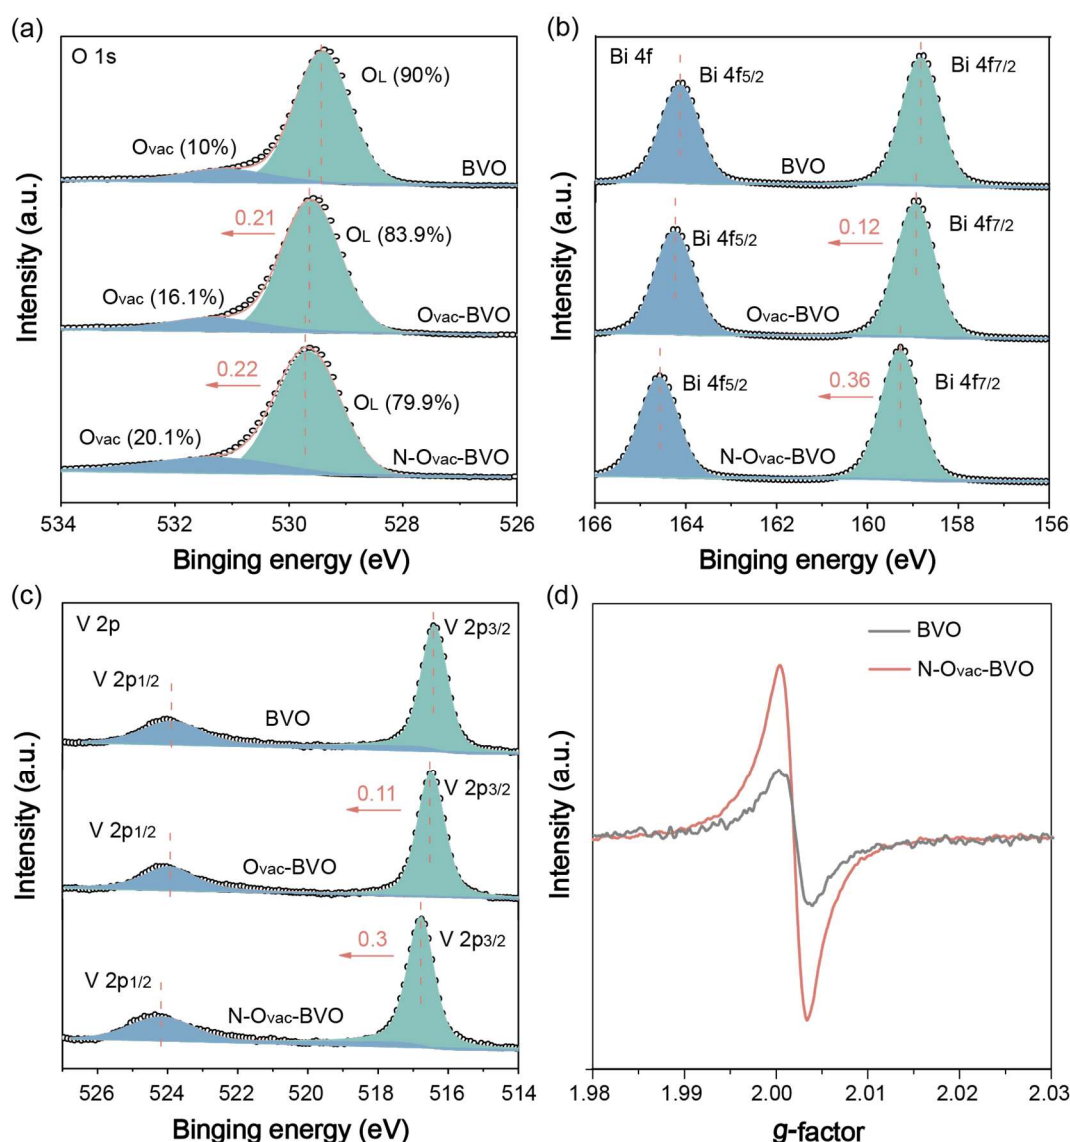 (a)
O 1s
OL (90%)
Ovac (10%)
BVO
0.21
OL (83.9%)
Ovac (16.1%)
Ovac-BVO
0.22
OL (79.9%)
Ovac (20.1%)
N-Ovac-BVO
534 532 530 528 526
Binging energy (eV)
Intensity (a.u.)
(b)
Bi 4f
Bi 4f5/2
Bi 4f7/2
BVO
Bi 4f5/2
0.12
Bi 4f7/2
Ovac-BVO
Bi 4f5/2
0.36
Bi 4f7/2
N-Ovac-BVO
166 164 162 160 158 156
Binging energy (eV)
Intensity (a.u.)
(c)
V 2p
V 2p3/2
V 2p1/2
BVO
0.11
V 2p3/2
V 2p1/2
Ovac-BVO
0.3
V 2p3/2
V 2p1/2
N-Ovac-BVO
526 524 522 520 518 516 514
Binging energy (eV)
Intensity (a.u.)
(d)
BVO
N-Ovac-BVO
1.98 1.99 2.00 2.01 2.02 2.03
g-factor
Intensity (a.u.)